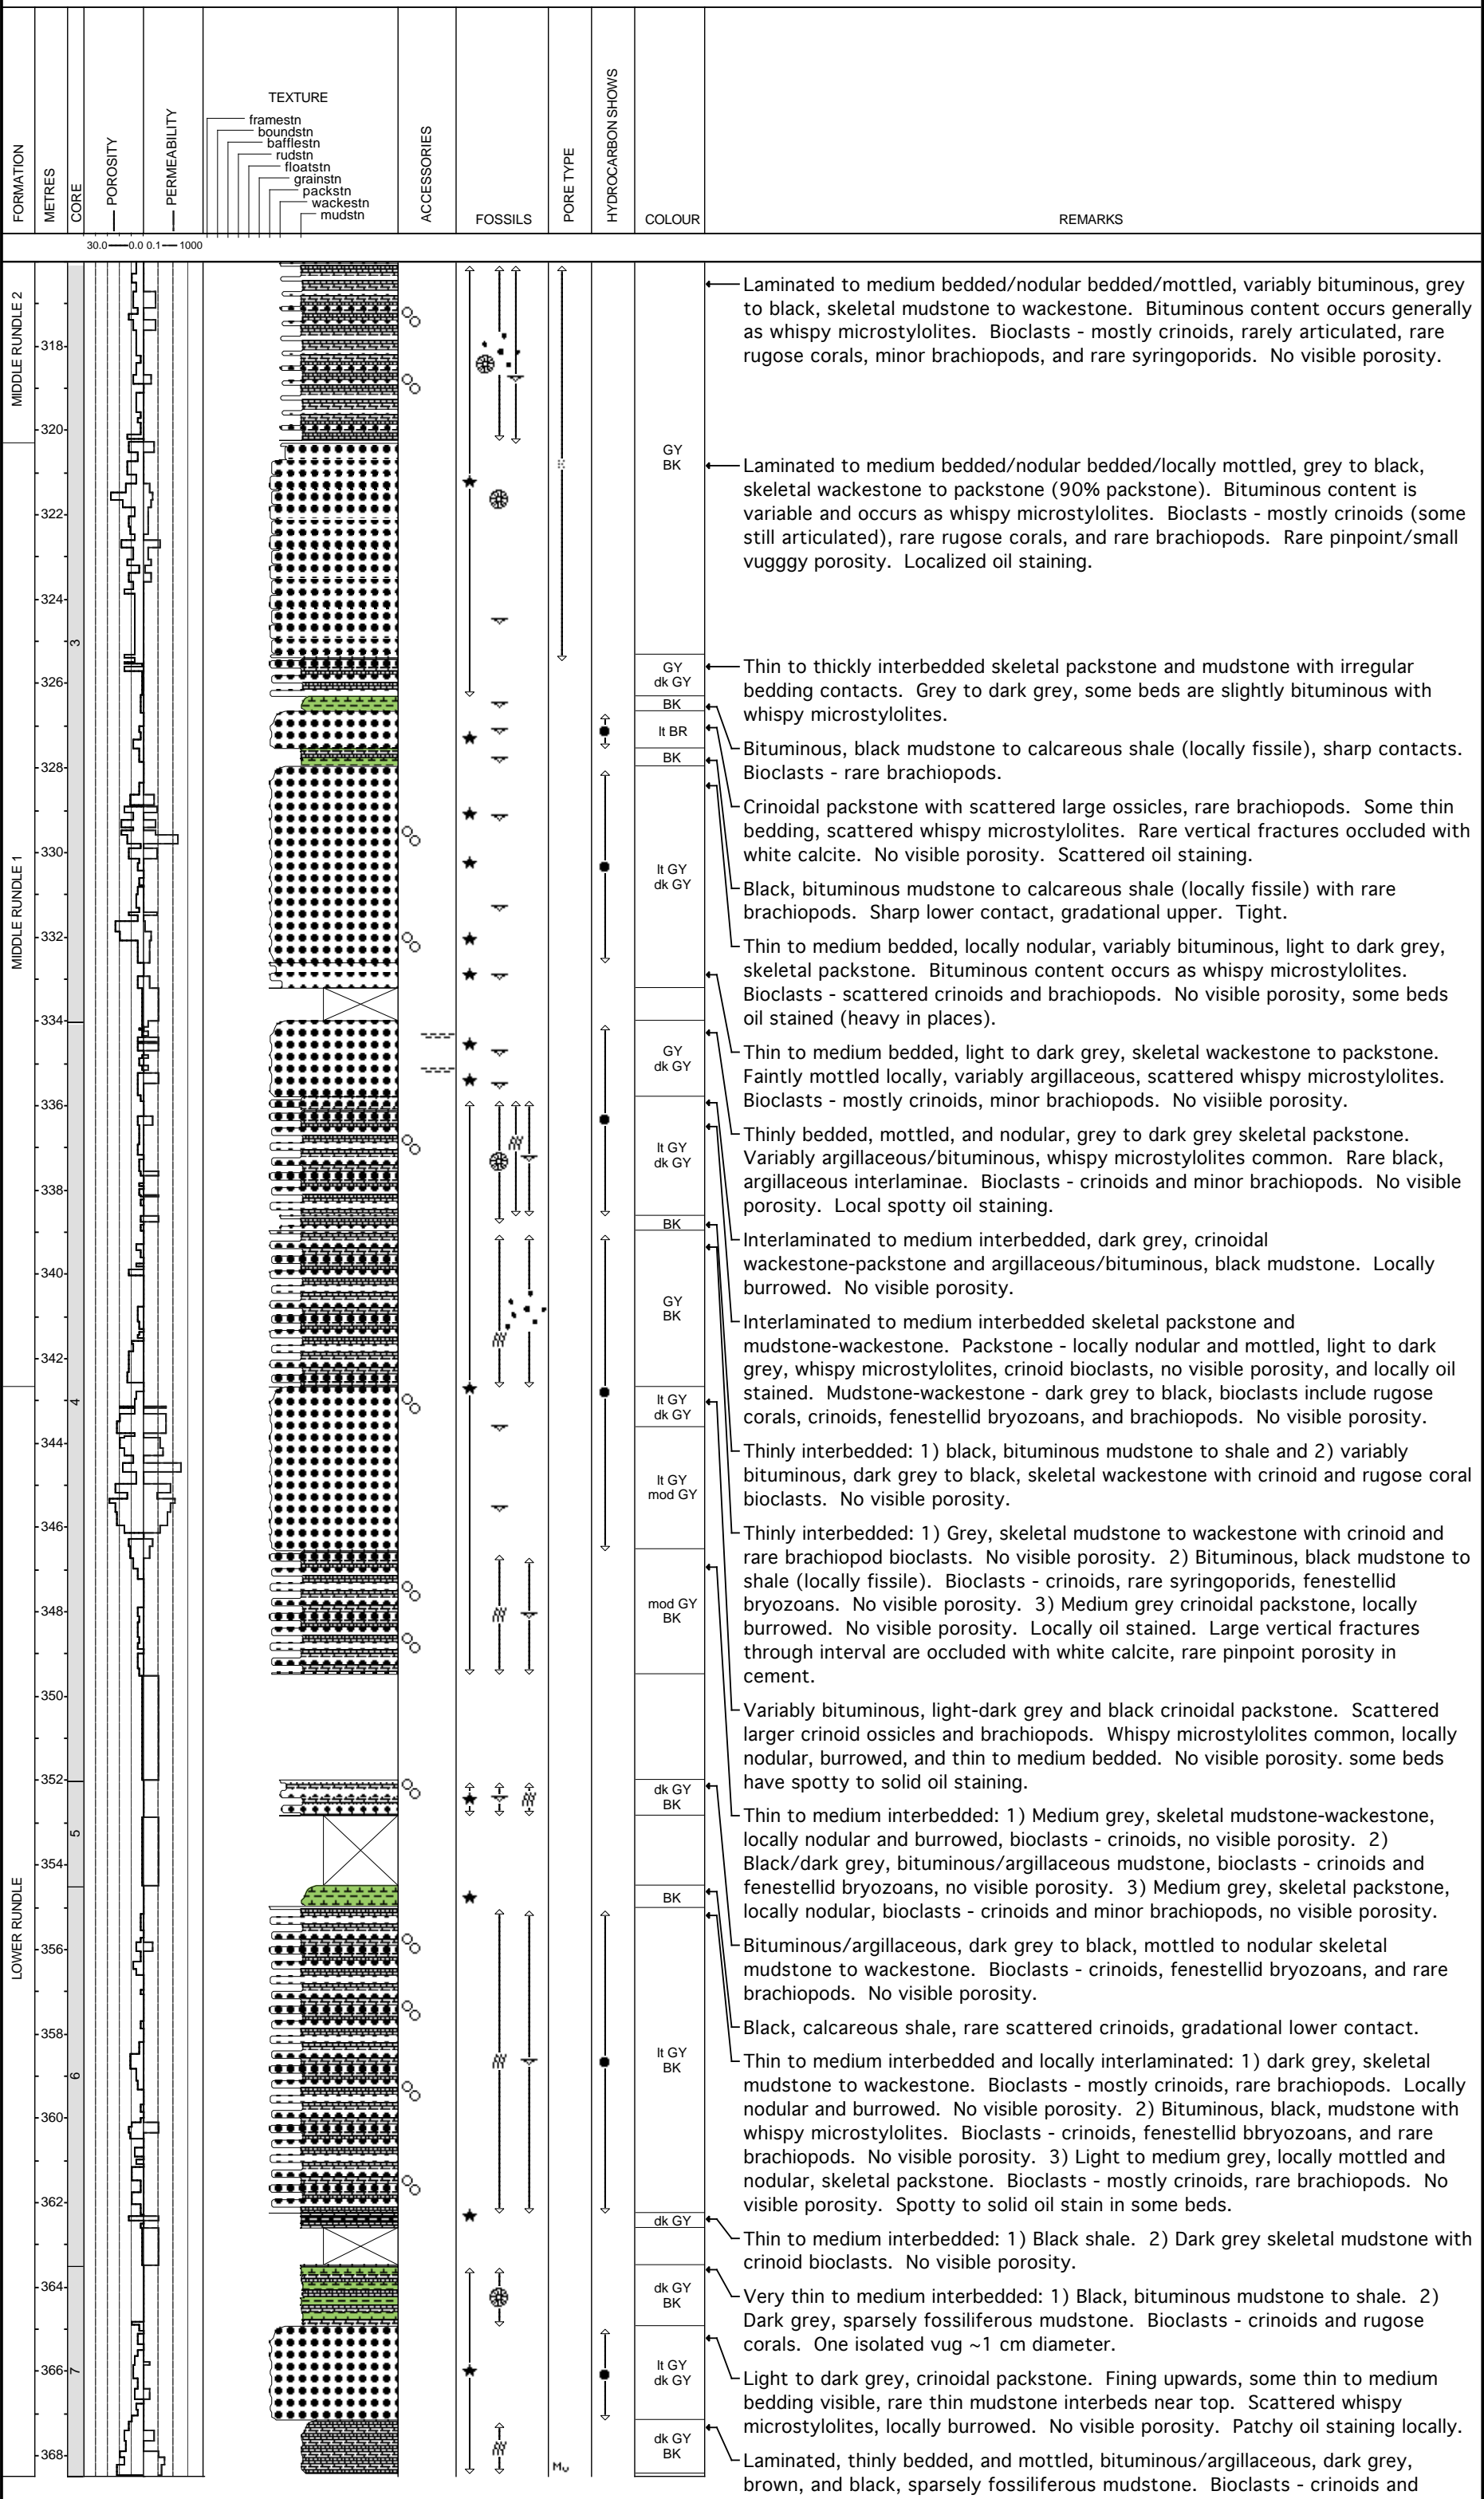 FORMATION
METRES
CORE
POROSITY
PERMEABILITY
TEXTURE
framestn
boundstn
bafflestn
rudstn
floatstn
grainstn
packstn
wackestn
mudstn
ACCESSORIES
FOSSILS
PORE TYPE
HYDROCARBON SHOWS
COLOUR
REMARKS
30.0 0.0 0.1 1000
MIDDLE RUNDLE 2
MIDDLE RUNDLE 1
LOWER RUNDLE
318
320
322
324
326
328
330
332
334
336
338
340
342
344
346
348
350
352
354
356
358
360
362
364
366
368
3
4
5
6
7
GY
BK
GY
dk GY
BK
lt BR
BK
lt GY
dk GY
GY
dk GY
lt GY
dk GY
BK
GY
BK
lt GY
dk GY
lt GY
mod GY
mod GY
BK
dk GY
BK
BK
lt GY
BK
dk GY
dk GY
BK
lt GY
dk GY
dk GY
BK
Laminated to medium bedded/nodular bedded/mottled, variably bituminous, grey
to black, skeletal mudstone to wackestone. Bituminous content occurs generally
as whispy microstylolites. Bioclasts - mostly crinoids, rarely articulated, rare
rugose corals, minor brachiopods, and rare syringoporids. No visible porosity.
Laminated to medium bedded/nodular bedded/locally mottled, grey to black,
skeletal wackestone to packstone (90% packstone). Bituminous content is
variable and occurs as whispy microstylolites. Bioclasts - mostly crinoids (some
still articulated), rare rugose corals, and rare brachiopods. Rare pinpoint/small
vugggy porosity. Localized oil staining.
Thin to thickly interbedded skeletal packstone and mudstone with irregular
bedding contacts. Grey to dark grey, some beds are slightly bituminous with
whispy microstylolites.
Bituminous, black mudstone to calcareous shale (locally fissile), sharp contacts.
Bioclasts - rare brachiopods.
Crinoidal packstone with scattered large ossicles, rare brachiopods. Some thin
bedding, scattered whispy microstylolites. Rare vertical fractures occluded with
white calcite. No visible porosity. Scattered oil staining.
Black, bituminous mudstone to calcareous shale (locally fissile) with rare
brachiopods. Sharp lower contact, gradational upper. Tight.
Thin to medium bedded, locally nodular, variably bituminous, light to dark grey,
skeletal packstone. Bituminous content occurs as whispy microstylolites.
Bioclasts - scattered crinoids and brachiopods. No visible porosity, some beds
oil stained (heavy in places).
Thin to medium bedded, light to dark grey, skeletal wackestone to packstone.
Faintly mottled locally, variably argillaceous, scattered whispy microstylolites.
Bioclasts - mostly crinoids, minor brachiopods. No visiible porosity.
Thinly bedded, mottled, and nodular, grey to dark grey skeletal packstone.
Variably argillaceous/bituminous, whispy microstylolites common. Rare black,
argillaceous interlaminae. Bioclasts - crinoids and minor brachiopods. No visible
porosity. Local spotty oil staining.
Interlaminated to medium interbedded, dark grey, crinoidal
wackestone-packstone and argillaceous/bituminous, black mudstone. Locally
burrowed. No visible porosity.
Interlaminated to medium interbedded skeletal packstone and
mudstone-wackestone. Packstone - locally nodular and mottled, light to dark
grey, whispy microstylolites, crinoid bioclasts, no visible porosity, and locally oil
stained. Mudstone-wackestone - dark grey to black, bioclasts include rugose
corals, crinoids, fenestellid bryozoans, and brachiopods. No visible porosity.
Thinly interbedded: 1) black, bituminous mudstone to shale and 2) variably
bituminous, dark grey to black, skeletal wackestone with crinoid and rugose coral
bioclasts. No visible porosity.
Thinly interbedded: 1) Grey, skeletal mudstone to wackestone with crinoid and
rare brachiopod bioclasts. No visible porosity. 2) Bituminous, black mudstone to
shale (locally fissile). Bioclasts - crinoids, rare syringoporids, fenestellid
bryozoans. No visible porosity. 3) Medium grey crinoidal packstone, locally
burrowed. No visible porosity. Locally oil stained. Large vertical fractures
through interval are occluded with white calcite, rare pinpoint porosity in
cement.
Variably bituminous, light-dark grey and black crinoidal packstone. Scattered
larger crinoid ossicles and brachiopods. Whispy microstylolites common, locally
nodular, burrowed, and thin to medium bedded. No visible porosity. some beds
have spotty to solid oil staining.
Thin to medium interbedded: 1) Medium grey, skeletal mudstone-wackestone,
locally nodular and burrowed, bioclasts - crinoids, no visible porosity. 2)
Black/dark grey, bituminous/argillaceous mudstone, bioclasts - crinoids and
fenestellid bryozoans, no visible porosity. 3) Medium grey, skeletal packstone,
locally nodular, bioclasts - crinoids and minor brachiopods, no visible porosity.
Bituminous/argillaceous, dark grey to black, mottled to nodular skeletal
mudstone to wackestone. Bioclasts - crinoids, fenestellid bryozoans, and rare
brachiopods. No visible porosity.
Black, calcareous shale, rare scattered crinoids, gradational lower contact.
Thin to medium interbedded and locally interlaminated: 1) dark grey, skeletal
mudstone to wackestone. Bioclasts - mostly crinoids, rare brachiopods. Locally
nodular and burrowed. No visible porosity. 2) Bituminous, black, mudstone with
whispy microstylolites. Bioclasts - crinoids, fenestellid bbryozoans, and rare
brachiopods. No visible porosity. 3) Light to medium grey, locally mottled and
nodular, skeletal packstone. Bioclasts - mostly crinoids, rare brachiopods. No
visible porosity. Spotty to solid oil stain in some beds.
Thin to medium interbedded: 1) Black shale. 2) Dark grey skeletal mudstone with
crinoid bioclasts. No visible porosity.
Very thin to medium interbedded: 1) Black, bituminous mudstone to shale. 2)
Dark grey, sparsely fossiliferous mudstone. Bioclasts - crinoids and rugose
corals. One isolated vug ~1 cm diameter.
Light to dark grey, crinoidal packstone. Fining upwards, some thin to medium
bedding visible, rare thin mudstone interbeds near top. Scattered whispy
microstylolites, locally burrowed. No visible porosity. Patchy oil staining locally.
Laminated, thinly bedded, and mottled, bituminous/argillaceous, dark grey,
brown, and black, sparsely fossiliferous mudstone. Bioclasts - crinoids and